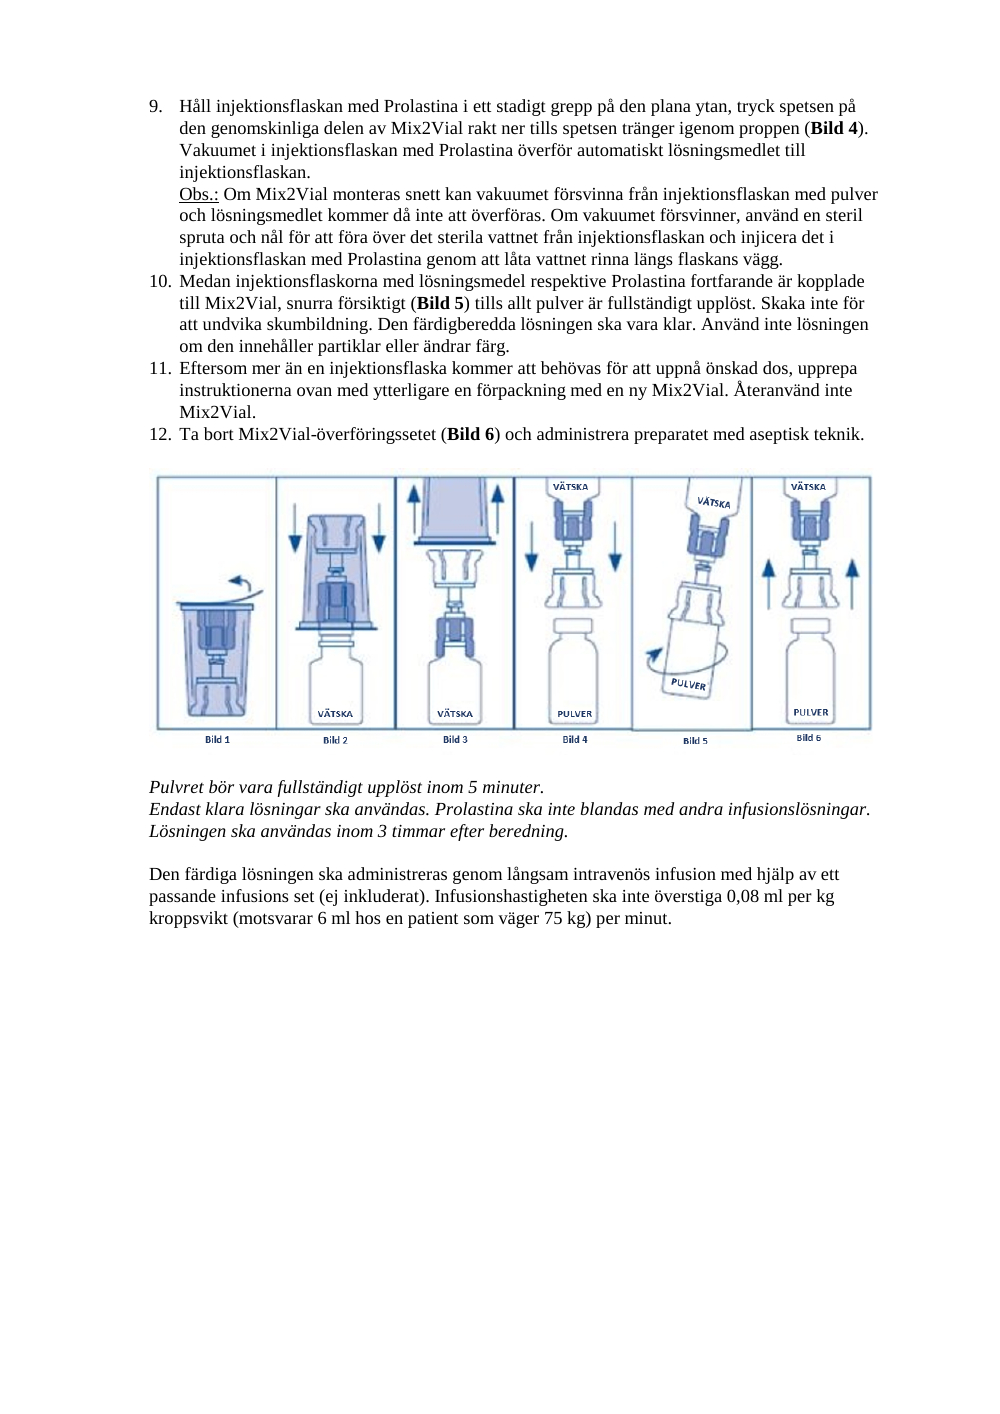 9. Håll injektionsflaskan med Prolastina i ett stadigt grepp på den plana ytan, tryck spetsen på
den genomskinliga delen av Mix2Vial rakt ner tills spetsen tränger igenom proppen (Bild 4).
Vakuumet i injektionsflaskan med Prolastina överför automatiskt lösningsmedlet till
injektionsflaskan.
Obs.: Om Mix2Vial monteras snett kan vakuumet försvinna från injektionsflaskan med pulver
och lösningsmedlet kommer då inte att överföras. Om vakuumet försvinner, använd en steril
spruta och nål för att föra över det sterila vattnet från injektionsflaskan och injicera det i
injektionsflaskan med Prolastina genom att låta vattnet rinna längs flaskans vägg.
10. Medan injektionsflaskorna med lösningsmedel respektive Prolastina fortfarande är kopplade
till Mix2Vial, snurra försiktigt (Bild 5) tills allt pulver är fullständigt upplöst. Skaka inte för
att undvika skumbildning. Den färdigberedda lösningen ska vara klar. Använd inte lösningen
om den innehåller partiklar eller ändrar färg.
11. Eftersom mer än en injektionsflaska kommer att behövas för att uppnå önskad dos, upprepa
instruktionerna ovan med ytterligare en förpackning med en ny Mix2Vial. Återanvänd inte
Mix2Vial.
12. Ta bort Mix2Vial-överföringssetet (Bild 6) och administrera preparatet med aseptisk teknik.
VÄTSKA
VÄTSKA
VÄTSKA
VÄTSKA
VÄTSKA
PULVER
PULVER
PULVER
Bild 1
Bild 2
Bild 3
Bild 4
Bild 5
Bild 6
Pulvret bör vara fullständigt upplöst inom 5 minuter.
Endast klara lösningar ska användas. Prolastina ska inte blandas med andra infusionslösningar.
Lösningen ska användas inom 3 timmar efter beredning.
Den färdiga lösningen ska administreras genom långsam intravenös infusion med hjälp av ett
passande infusions set (ej inkluderat). Infusionshastigheten ska inte överstiga 0,08 ml per kg
kroppsvikt (motsvarar 6 ml hos en patient som väger 75 kg) per minut.